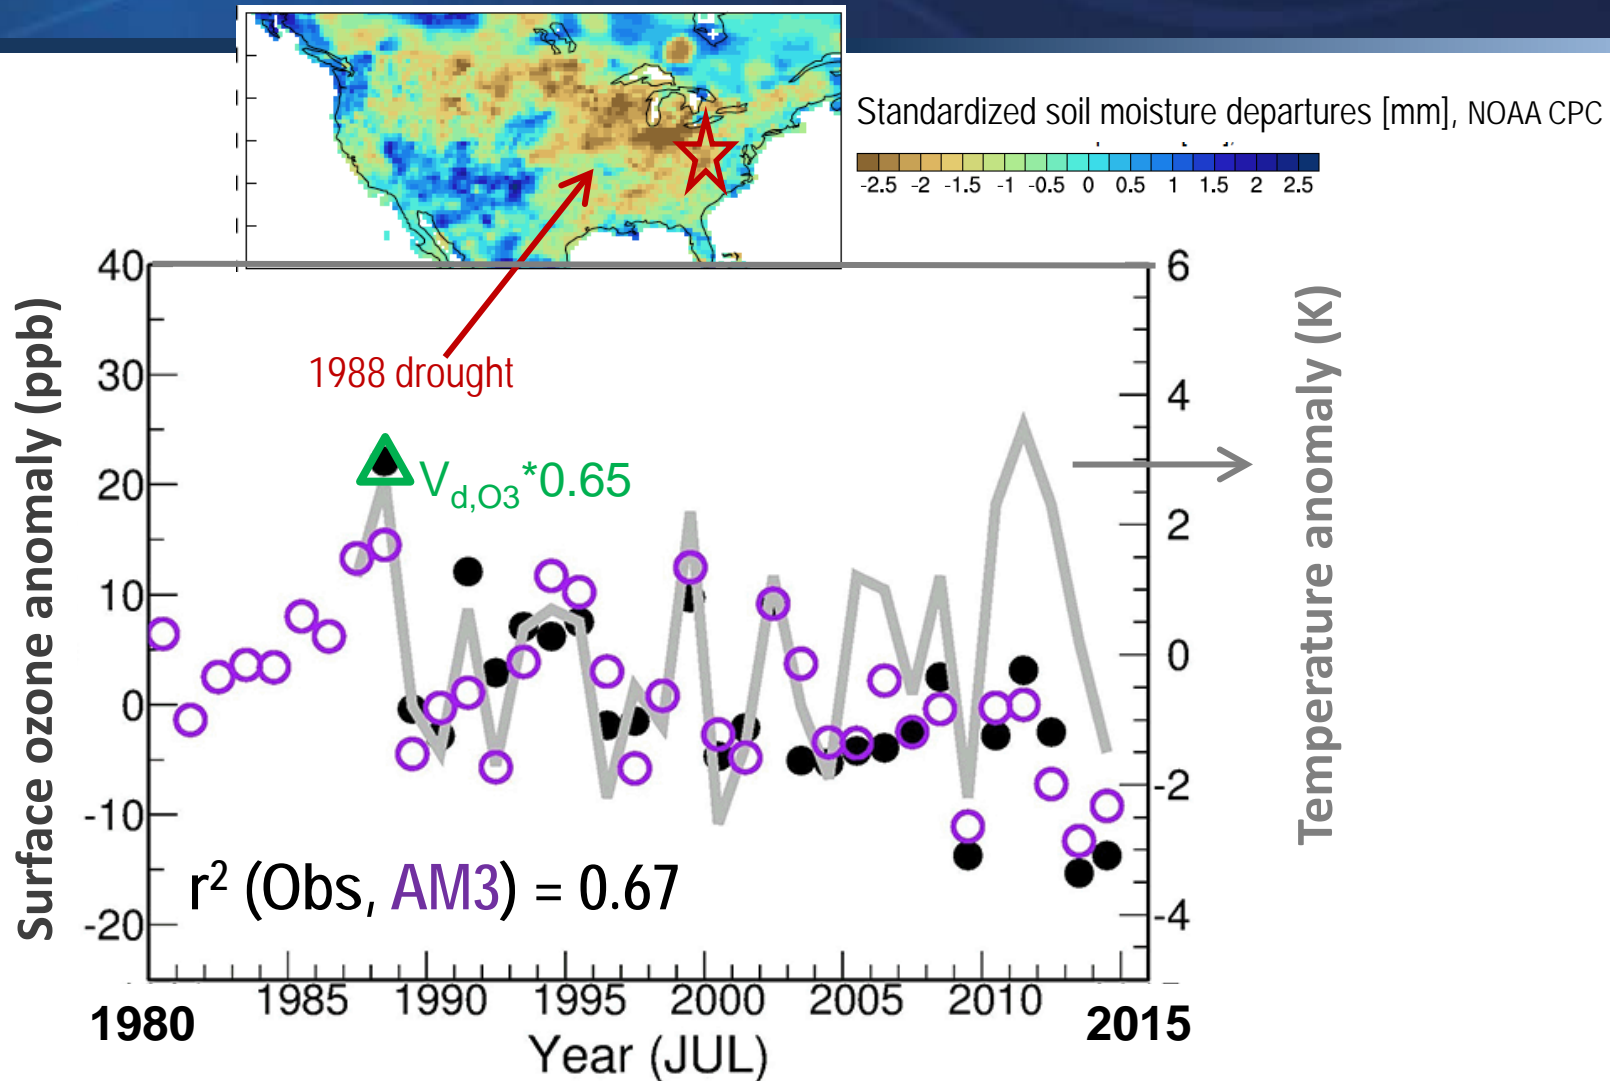 Standardized soil moisture departures [mm], NOAA CPC
-2.5 -2 -1.5 -1 -0.5 0 0.5 1 1.5 2 2.5
40
30
20
10
0
-10
-20
Surface ozone anomaly (ppb)
1988 drought
V_d,O3*0.65
r² (Obs, AM3) = 0.67
6
4
2
0
-2
-4
Temperature anomaly (K)
1980 1985 1990 1995 2000 2005 2010 2015
Year (JUL)